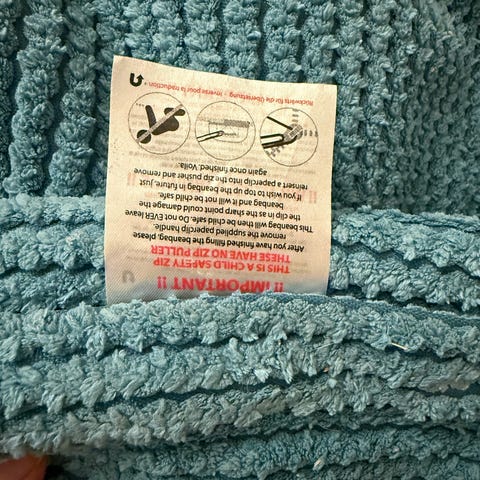 !! IMPORTANT !!
THIS IS A CHILD SAFETY ZIP
THESE HAVE NO ZIP PULLER
After you have finished filling the beanbag, please
remove the supplied paperclip handle.
This beanbag will then be child safe. Do not EVER leave
in the clip as the sharp point could damage the
beanbag and it will not be child safe.
If you wish to top up the beanbag in future, just
reinsert a paperclip into the zip pusher and remove
again once finished. Voila.
Rückwärts für die Übersetzung - Inverse pour la traduction -